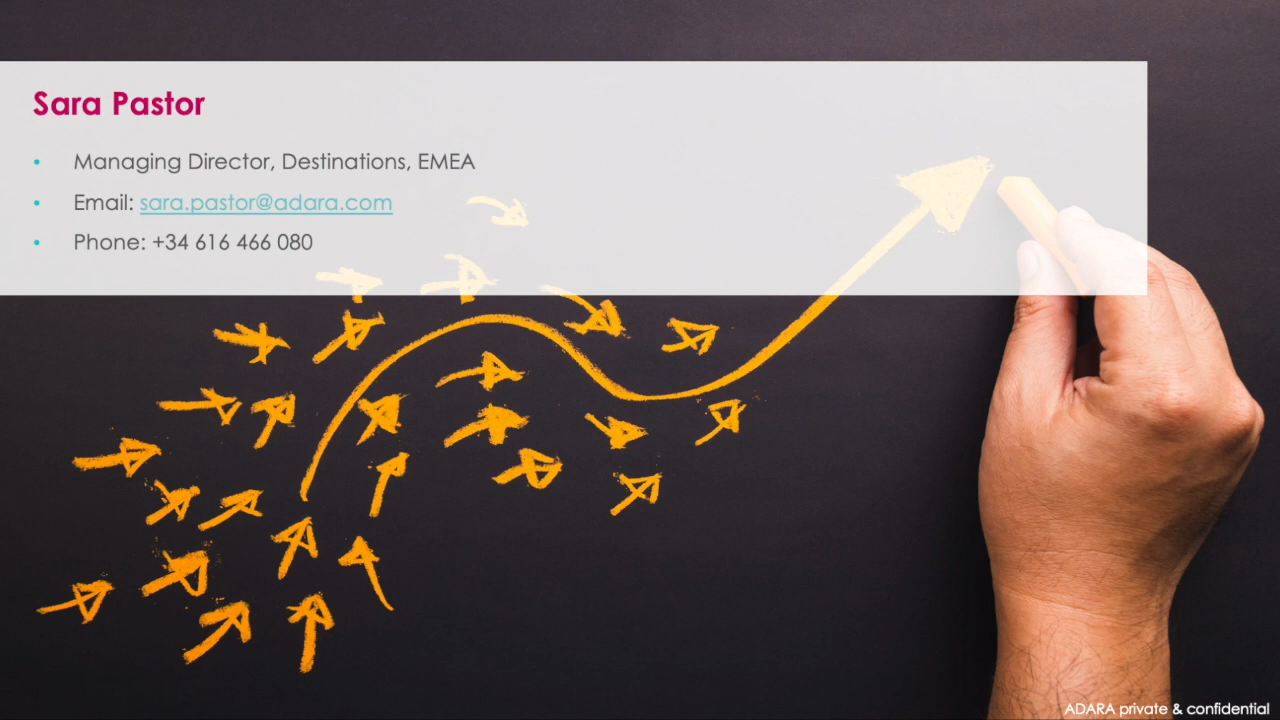 Sara Pastor
• Managing Director, Destinations, EMEA
• Email: sara.pastor@adara.com
• Phone: +34 616 466 080
ADARA private & confidential